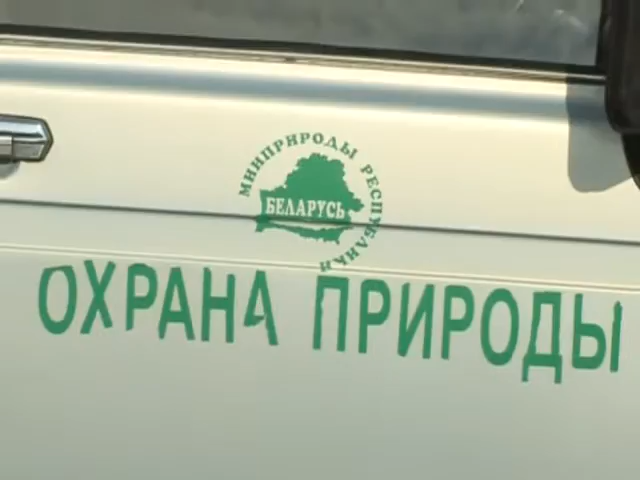 МИНПРИРОДЫ РЕСПУБЛИКИ
БЕЛАРУСЬ
ОХРАНА ПРИРОДЫ